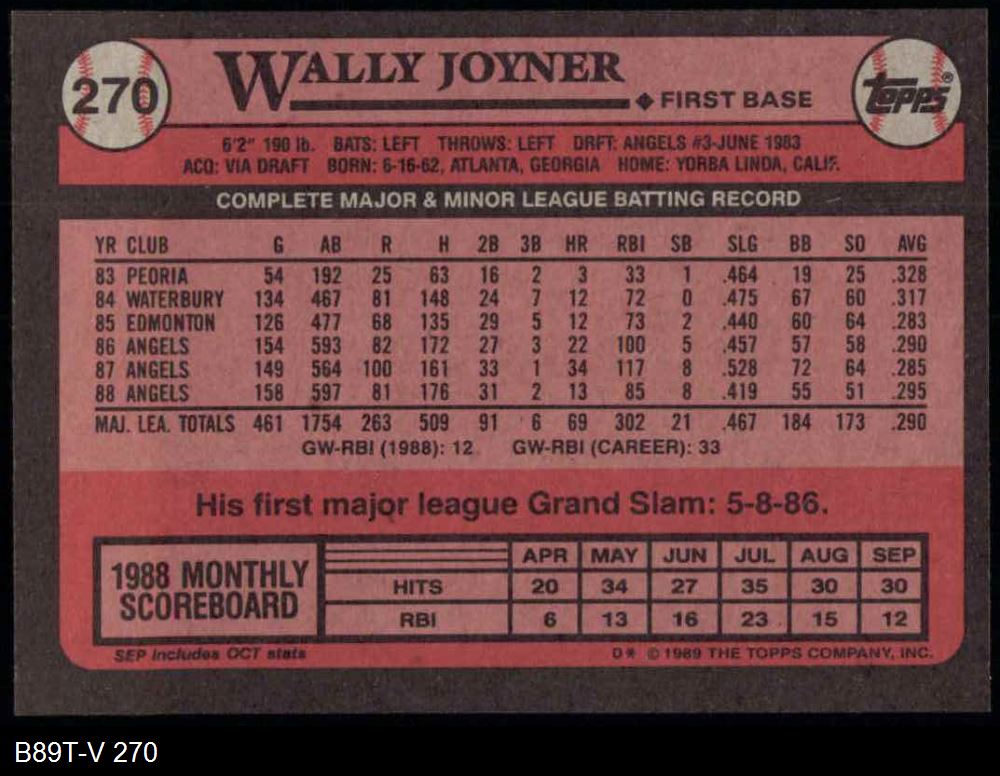 270
WALLY JOYNER
◆ FIRST BASE
TOPPS®
6'2" 190 lb. BATS: LEFT THROWS: LEFT DRFT: ANGELS #3-JUNE 1983
ACQ: VIA DRAFT BORN: 6-16-62, ATLANTA, GEORGIA HOME: YORBA LINDA, CALIF.
COMPLETE MAJOR & MINOR LEAGUE BATTING RECORD
YR CLUB G AB R H 2B 3B HR RBI SB SLG BB SO AVG
83 PEORIA 54 192 25 63 16 2 3 33 1 .464 19 25 .328
84 WATERBURY 134 467 81 148 24 7 12 72 0 .475 67 60 .317
85 EDMONTON 126 477 68 135 29 5 12 73 2 .440 60 64 .283
86 ANGELS 154 593 82 172 27 3 22 100 5 .457 57 58 .290
87 ANGELS 149 564 100 161 33 1 34 117 8 .528 72 64 .285
88 ANGELS 158 597 81 176 31 2 13 85 8 .419 55 51 .295
MAJ. LEA. TOTALS 461 1754 263 509 91 6 69 302 21 .467 184 173 .290
GW-RBI (1988): 12 GW-RBI (CAREER): 33
His first major league Grand Slam: 5-8-86.
1988 MONTHLY
SCOREBOARD
APR MAY JUN JUL AUG SEP
HITS 20 34 27 35 30 30
RBI 6 13 16 23 15 12
SEP includes OCT stats
D* © 1989 THE TOPPS COMPANY, INC.
B89T-V 270